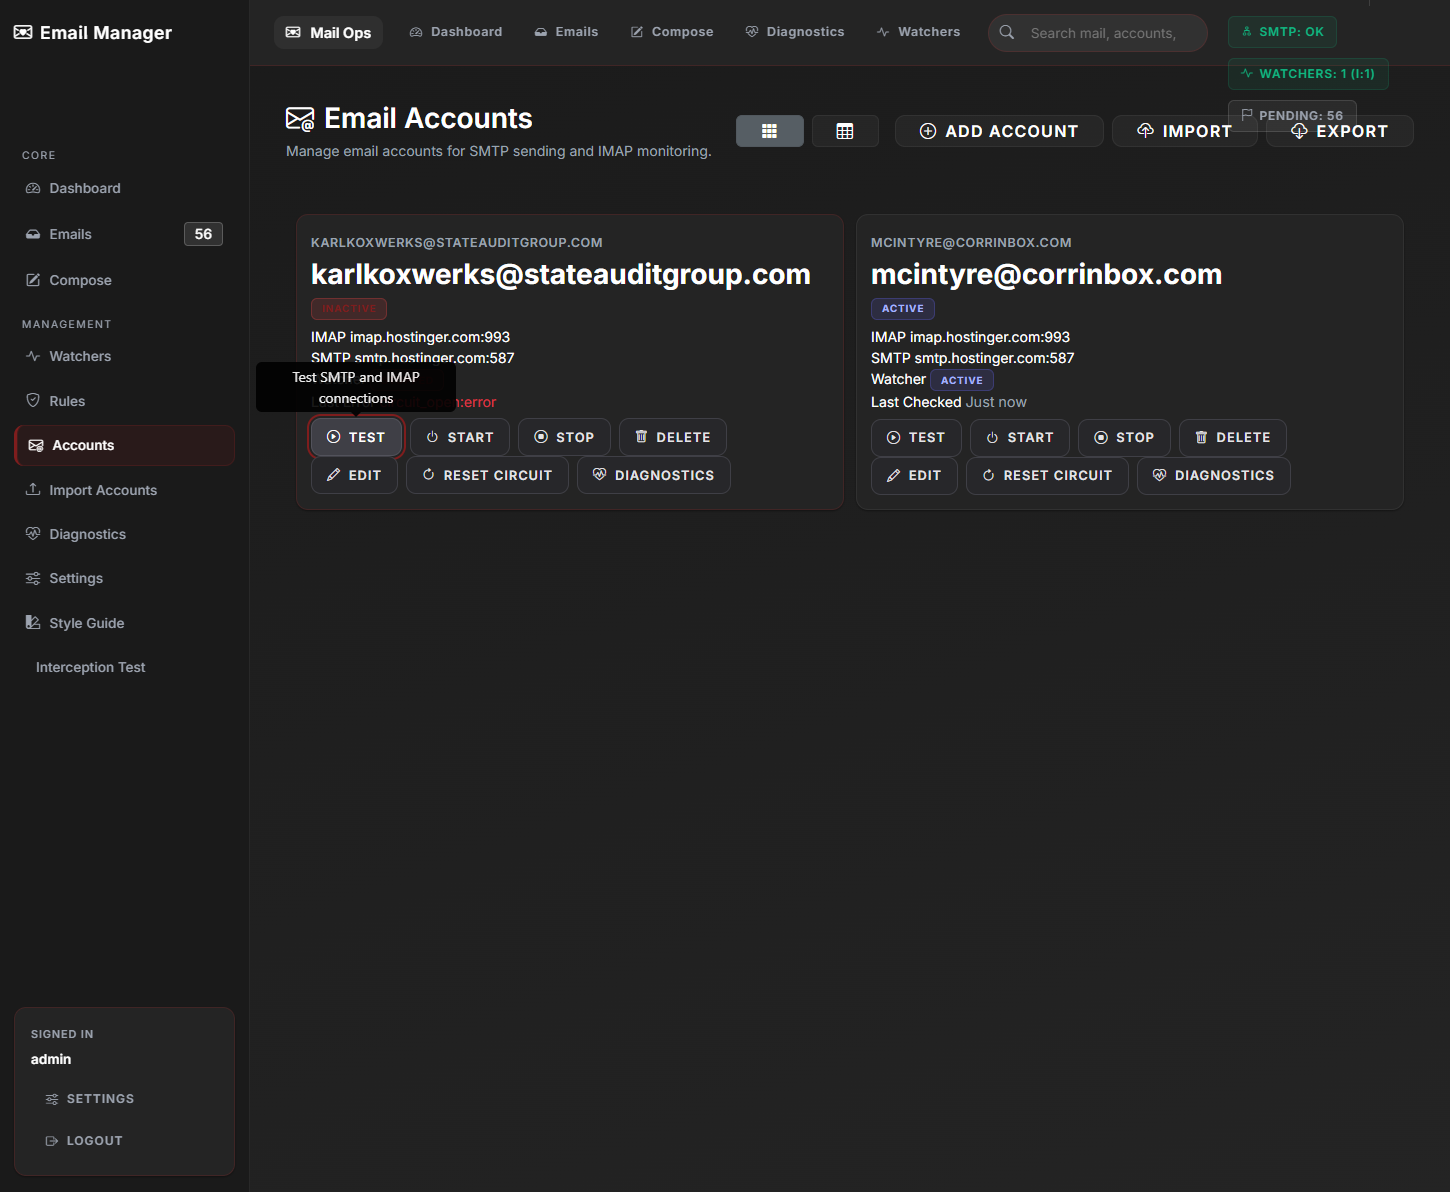 Email Manager
Mail Ops
Dashboard
Emails
Compose
Diagnostics
Watchers
Search mail, accounts,
SMTP: OK
WATCHERS: 1 (I:1)
PENDING: 56
CORE
Dashboard
Emails
56
Compose
MANAGEMENT
Watchers
Rules
Accounts
Import Accounts
Diagnostics
Settings
Style Guide
Interception Test
SIGNED IN
admin
SETTINGS
LOGOUT
Email Accounts
Manage email accounts for SMTP sending and IMAP monitoring.
ADD ACCOUNT
IMPORT
EXPORT
KARLKOXWERKS@STATEAUDITGROUP.COM
karlkoxwerks@stateauditgroup.com
INACTIVE
IMAP imap.hostinger.com:993
SMTP smtp.hostinger.com:587
Test SMTP and IMAP
connections
:error
TEST
START
STOP
DELETE
EDIT
RESET CIRCUIT
DIAGNOSTICS
MCINTYRE@CORRINBOX.COM
mcintyre@corrinbox.com
ACTIVE
IMAP imap.hostinger.com:993
SMTP smtp.hostinger.com:587
Watcher ACTIVE
Last Checked Just now
TEST
START
STOP
DELETE
EDIT
RESET CIRCUIT
DIAGNOSTICS